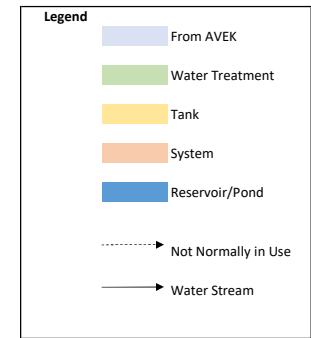 Legend
From AVEK
Water Treatment
Tank
System
Reservoir/Pond
Not Normally in Use
Water Stream